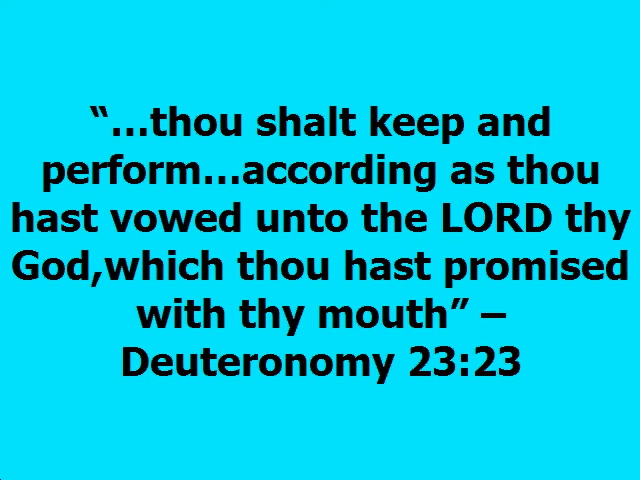 “…thou shalt keep and
perform…according as thou
hast vowed unto the LORD thy
God,which thou hast promised
with thy mouth” –
Deuteronomy 23:23